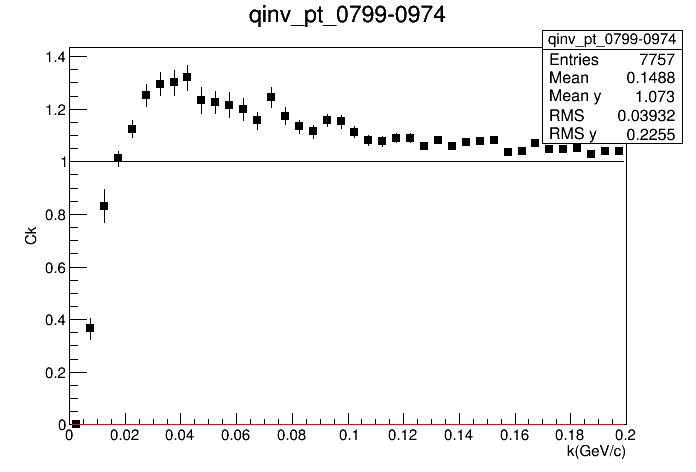 qinv_pt_0799-0974
qinv_pt_0799-0974
Entries 7757
Mean 0.1488
Mean y 1.073
RMS 0.03932
RMS y 0.2255
Ck
1.4
1.2
1
0.8
0.6
0.4
0.2
0
0 0.02 0.04 0.06 0.08 0.1 0.12 0.14 0.16 0.18 0.2
k(GeV/c)